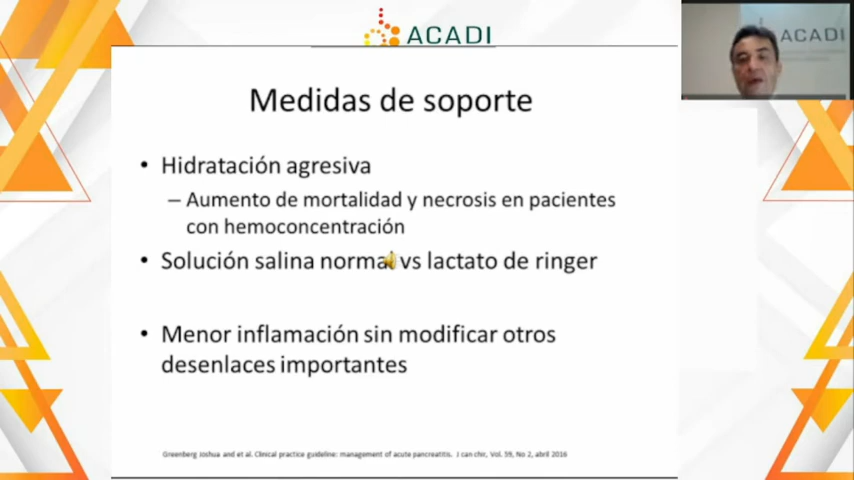 ACADI
ACADI
Medidas de soporte
• Hidratación agresiva
– Aumento de mortalidad y necrosis en pacientes
con hemoconcentración
• Solución salina normal vs lactato de ringer
• Menor inflamación sin modificar otros
desenlaces importantes
Greenberg Joshua and et al. Clinical practice guideline: management of acute pancreatitis. J can chir, Vol. 59, No 2, abril 2016